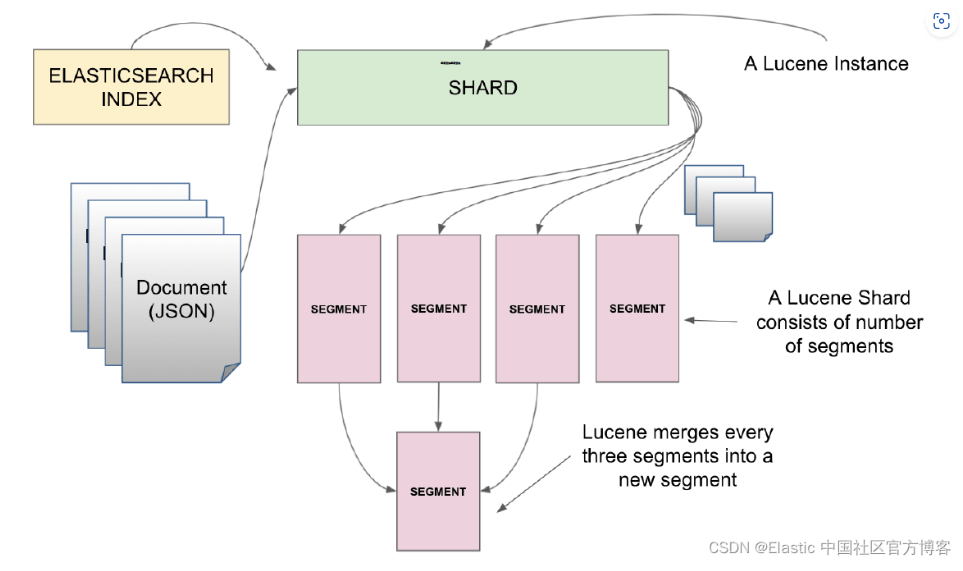 ELASTICSEARCH
INDEX
SHARD
A Lucene Instance
Document
(JSON)
SEGMENT
SEGMENT
SEGMENT
SEGMENT
A Lucene Shard
consists of number
of segments
Lucene merges every
three segments into a
new segment
SEGMENT
CSDN @Elastic 中国社区官方博客